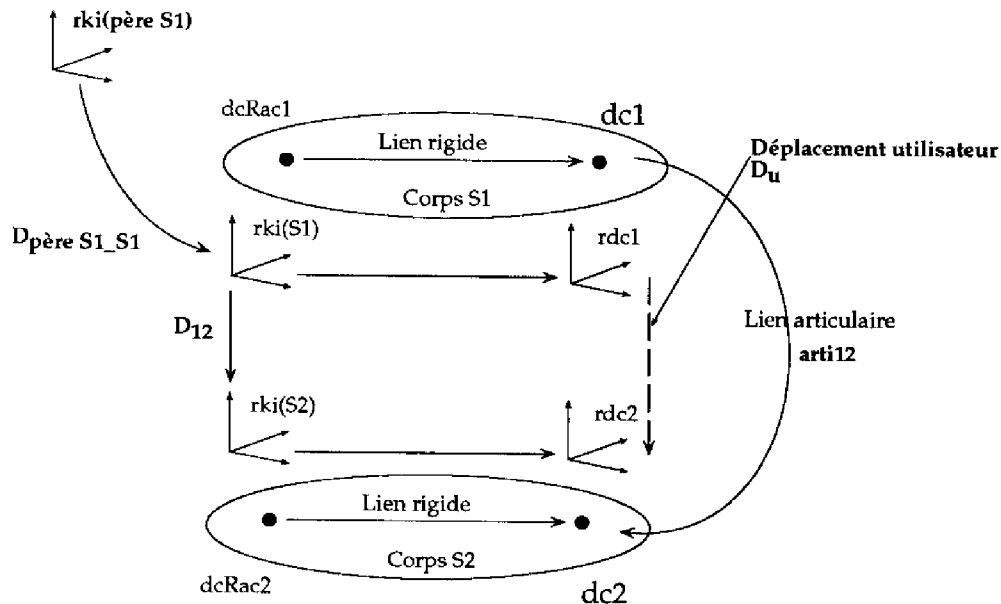 rki(père S1)
dcRac1
dc1
Lien rigide
Déplacement utilisateur
Du
Corps S1
Dpère S1_S1
rki(S1)
rdc1
D12
Lien articulaire
arti12
rki(S2)
rdc2
Lien rigide
Corps S2
dcRac2
dc2